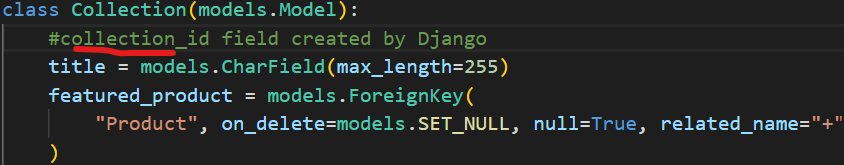 class Collection(models.Model):
    #collection_id field created by Django
    title = models.CharField(max_length=255)
    featured_product = models.ForeignKey(
        "Product", on_delete=models.SET_NULL, null=True, related_name="+"
    )